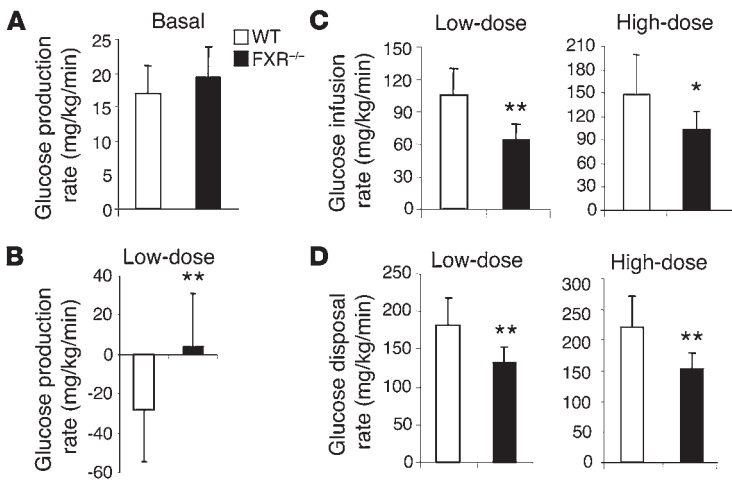 A
Basal
WT
FXR⁻/⁻
Glucose production
rate (mg/kg/min)
25
20
15
10
5
0
B
Low-dose
**
Glucose production
rate (mg/kg/min)
40
20
0
-20
-40
-60
C
Low-dose
Glucose infusion
rate (mg/kg/min)
150
120
90
60
30
0
**
High-dose
210
180
150
120
90
60
30
0
*
D
Low-dose
Glucose disposal
rate (mg/kg/min)
250
200
150
100
50
0
**
High-dose
300
250
200
150
100
50
0
**